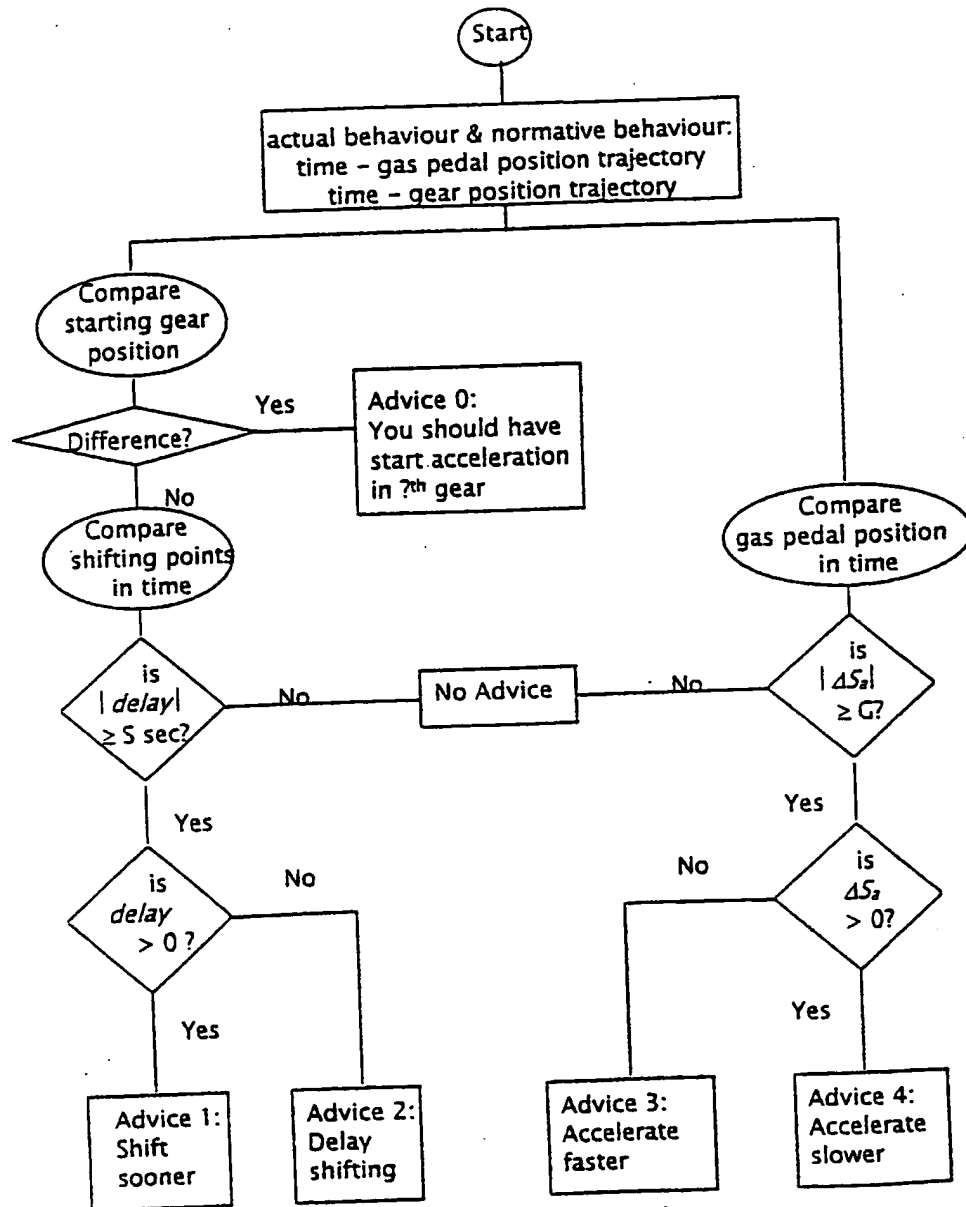 Start
actual behaviour & normative behaviour:
time – gas pedal position trajectory
time – gear position trajectory
Compare
starting gear
position
Difference?
Yes
Advice 0:
You should have
start acceleration
in ?th gear
No
Compare
shifting points
in time
Compare
gas pedal position
in time
is
| delay|
≥ S sec?
No
No Advice
No
is
| ΔSa|
≥ G?
Yes
Yes
is
delay
> 0 ?
No
No
is
ΔSa
> 0?
Yes
Yes
Advice 1:
Shift
sooner
Advice 2:
Delay
shifting
Advice 3:
Accelerate
faster
Advice 4:
Accelerate
slower